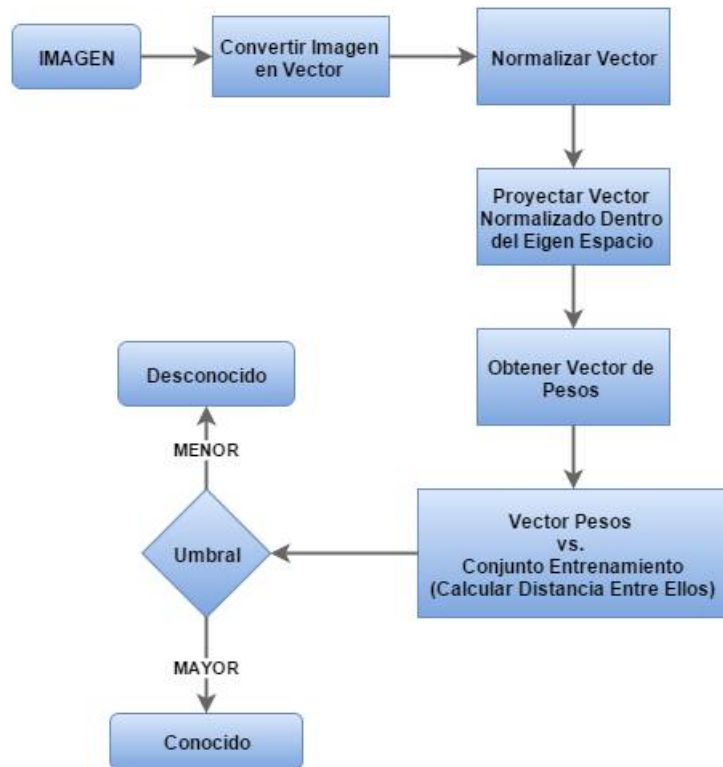 IMAGEN
Convertir Imagen
en Vector
Normalizar Vector
Proyectar Vector
Normalizado Dentro
del Eigen Espacio
Obtener Vector de
Pesos
Vector Pesos
vs.
Conjunto Entrenamiento
(Calcular Distancia Entre Ellos)
Umbral
MENOR
Desconocido
MAYOR
Conocido